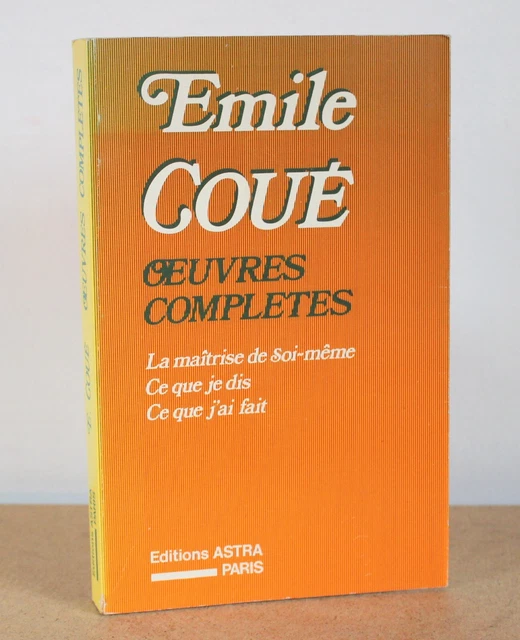 Emile
COUÉ
ŒUVRES
COMPLETES
La maîtrise de Soi-même
Ce que je dis
Ce que j'ai fait
Editions ASTRA
PARIS
E COUÉ ŒUVRES COMPLETES